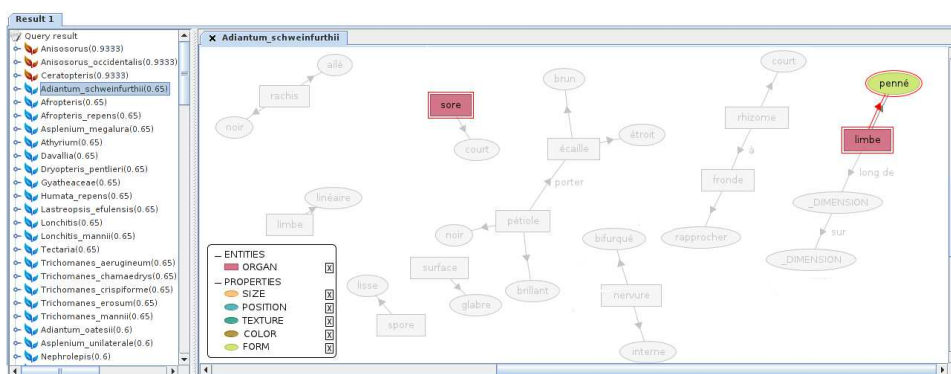 Result 1
Query result
Anisosorus(0.9333)
Anisosorus_occidentalis(0.9333)
Ceratopteris(0.9333)
Adiantum_schweinfurthii(0.65)
Afropteris(0.65)
Afropteris_repens(0.65)
Asplenium_megalura(0.65)
Athyrium(0.65)
Davallia(0.65)
Dryopteris_pentlieri(0.65)
Gyatheaceae(0.65)
Humata_repens(0.65)
Lastreopsis_efulensis(0.65)
Lonchitis(0.65)
Lonchitis_mannii(0.65)
Tectaria(0.65)
Trichomanes_aerugineum(0.65)
Trichomanes_chamaedrys(0.65)
Trichomanes_crispiforme(0.65)
Trichomanes_erosum(0.65)
Trichomanes_mannii(0.65)
Adiantum_oatesii(0.6)
Asplenium_unilaterale(0.6)
Nephrolepis(0.6)
X Adiantum_schweinfurthii
ailé
rachis
noir
sore
court
brun
étroit
écaille
porter
pétiole
noir
brillant
linéaire
limbe
court
rhizome
à
fronde
rapprocher
penné
limbe
long de
_DIMENSION
sur
_DIMENSION
bifurqué
nervure
interne
surface
glabre
lisse
spore
ENTITIES
ORGAN X
PROPERTIES
SIZE X
POSITION X
TEXTURE X
COLOR X
FORM X